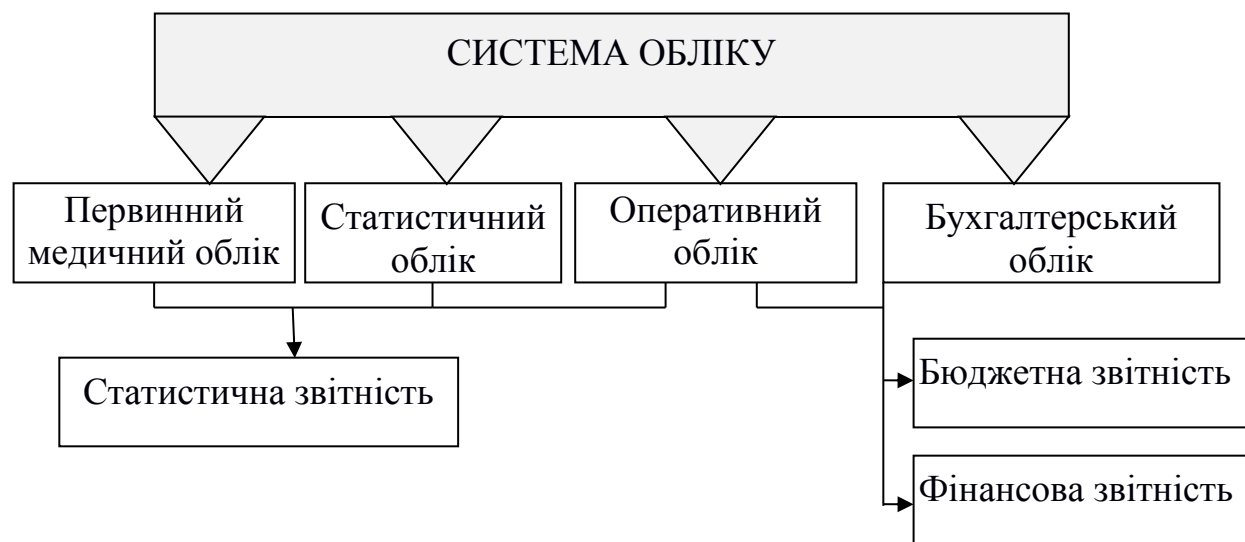 СИСТЕМА ОБЛІКУ
Первинний
медичний облік
Статистичний
облік
Оперативний
облік
Бухгалтерський
облік
Статистична звітність
Бюджетна звітність
Фінансова звітність